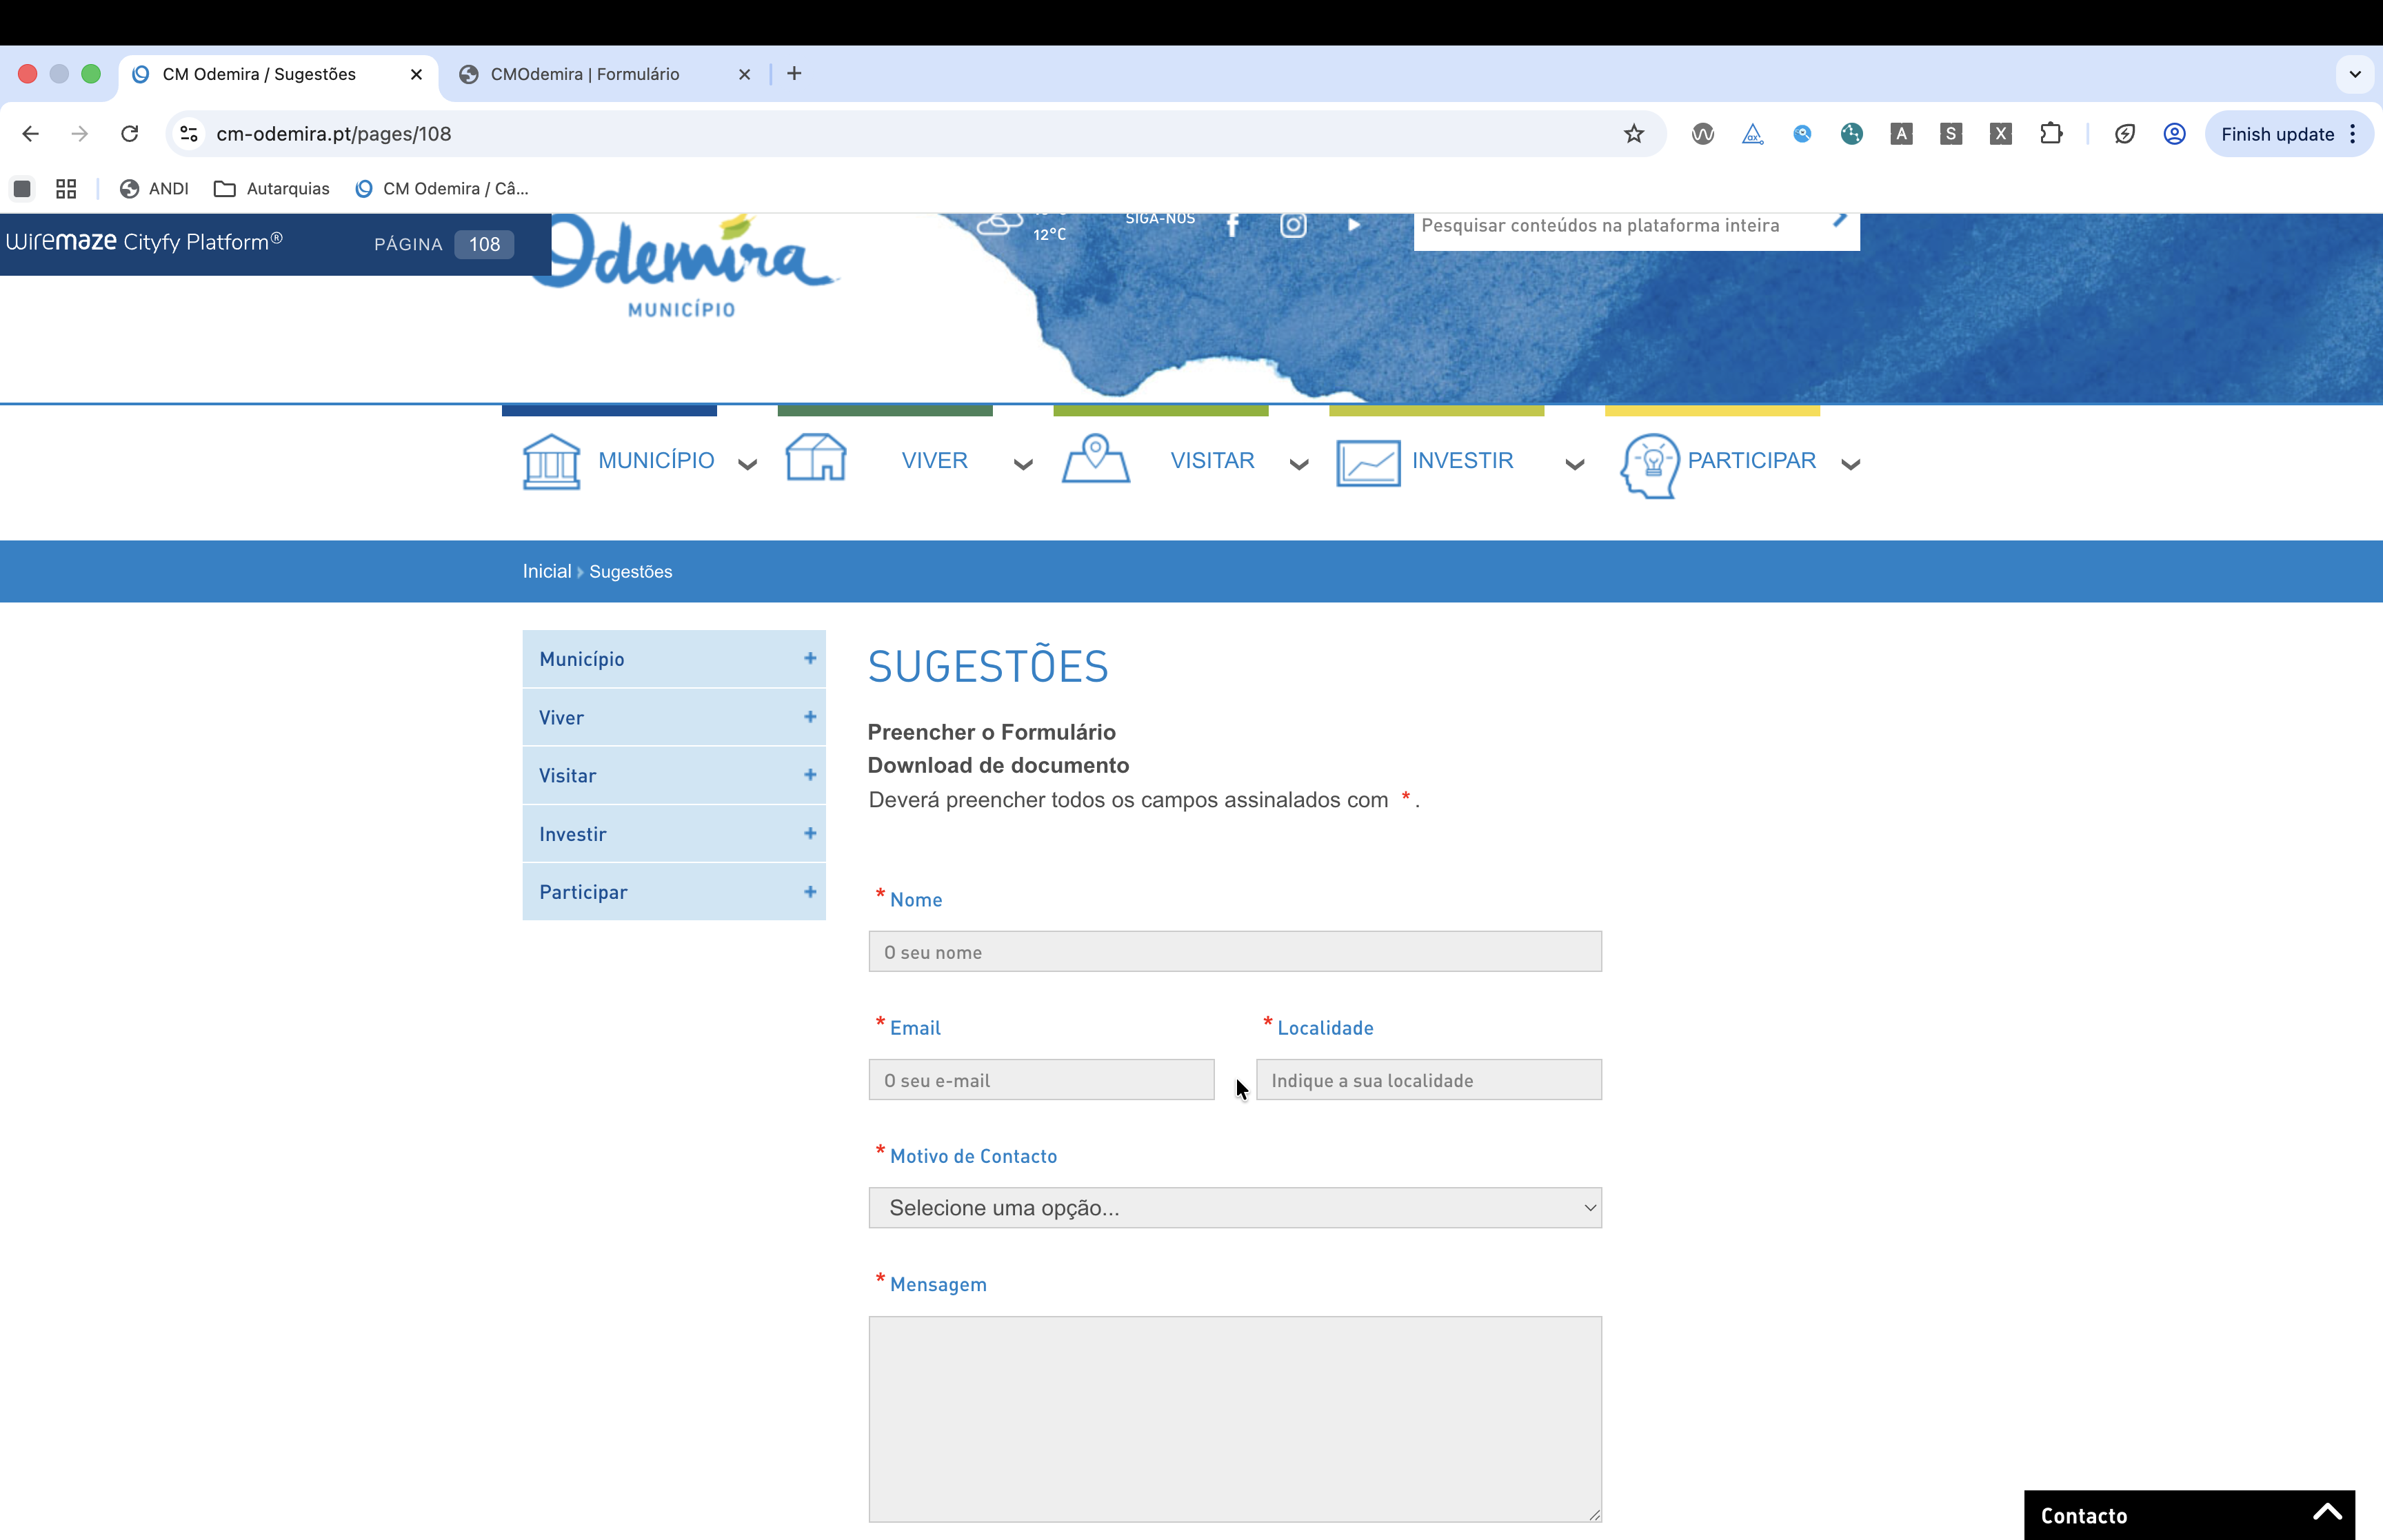 CM Odemira / Sugestões
CMOdemira | Formulário
cm-odemira.pt/pages/108
Finish update
ANDI
Autarquias
CM Odemira / Câ...
wiremaze Cityfy Platform®
PÁGINA 108
Odemira
MUNICÍPIO
12°C
SIGA-NOS
Pesquisar conteúdos na plataforma inteira
MUNICÍPIO
VIVER
VISITAR
INVESTIR
PARTICIPAR
Inicial Sugestões
Município +
Viver +
Visitar +
Investir +
Participar +
SUGESTÕES
Preencher o Formulário
Download de documento
Deverá preencher todos os campos assinalados com * .
* Nome
O seu nome
* Email
* Localidade
O seu e-mail
Indique a sua localidade
* Motivo de Contacto
Selecione uma opção...
* Mensagem
Contacto